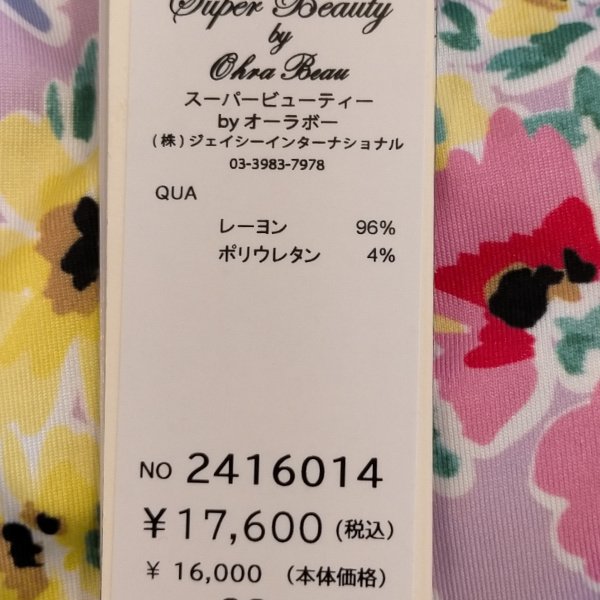 Super Beauty
by
Ohra Beau
スーパービューティー
by オーラボー
(株)ジェイシーインターナショナル
03-3983-7978
QUA
レーヨン 96%
ポリウレタン 4%
NO 2416014
¥17,600 (税込)
¥ 16,000 (本体価格)